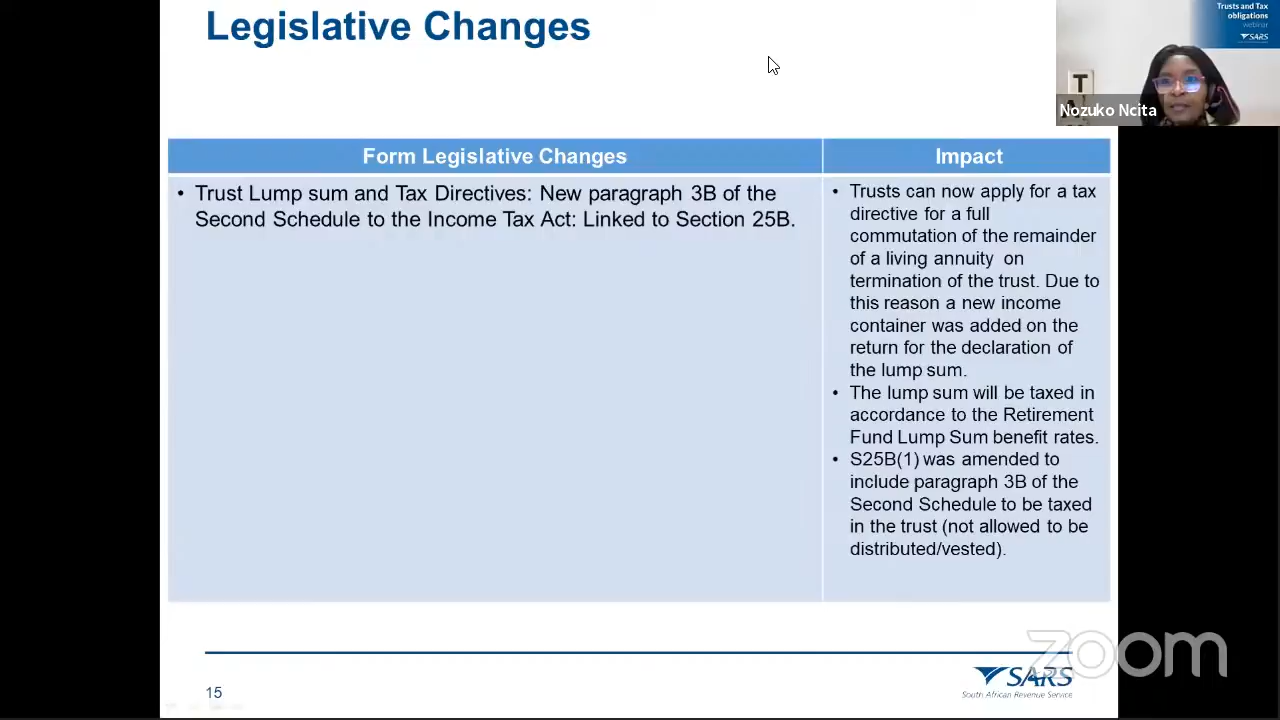 Legislative Changes
Trusts and Tax
obligations
webinar
SARS
T
Nozuko Ncita
Form Legislative Changes
Impact
• Trust Lump sum and Tax Directives: New paragraph 3B of the
Second Schedule to the Income Tax Act: Linked to Section 25B.
• Trusts can now apply for a tax
directive for a full
commutation of the remainder
of a living annuity on
termination of the trust. Due to
this reason a new income
container was added on the
return for the declaration of
the lump sum.
• The lump sum will be taxed in
accordance to the Retirement
Fund Lump Sum benefit rates.
• S25B(1) was amended to
include paragraph 3B of the
Second Schedule to be taxed
in the trust (not allowed to be
distributed/vested).
zoom
SARS
South African Revenue Service
15